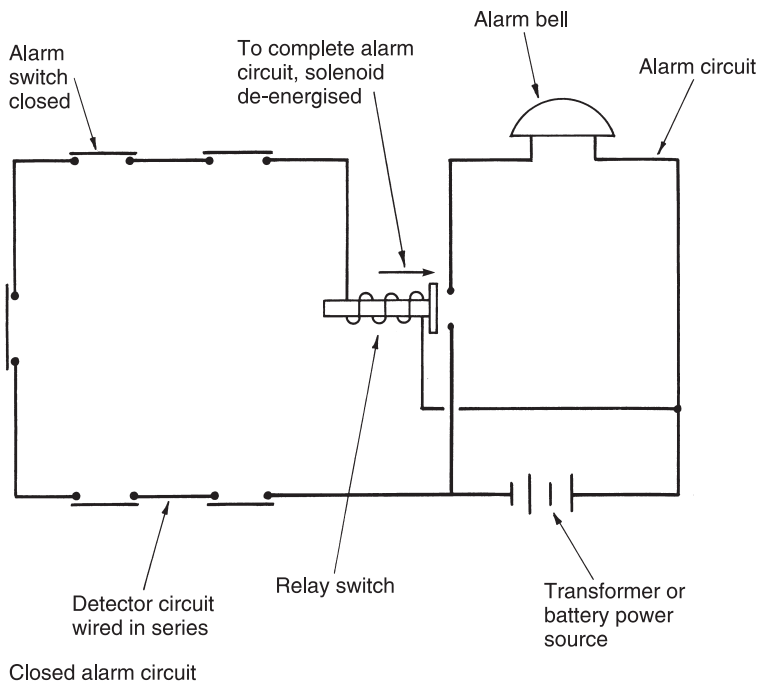 Alarm bell
Alarm
switch
closed
To complete alarm
circuit, solenoid
de-energised
Alarm circuit
Relay switch
Detector circuit
wired in series
Transformer or
battery power
source
Closed alarm circuit